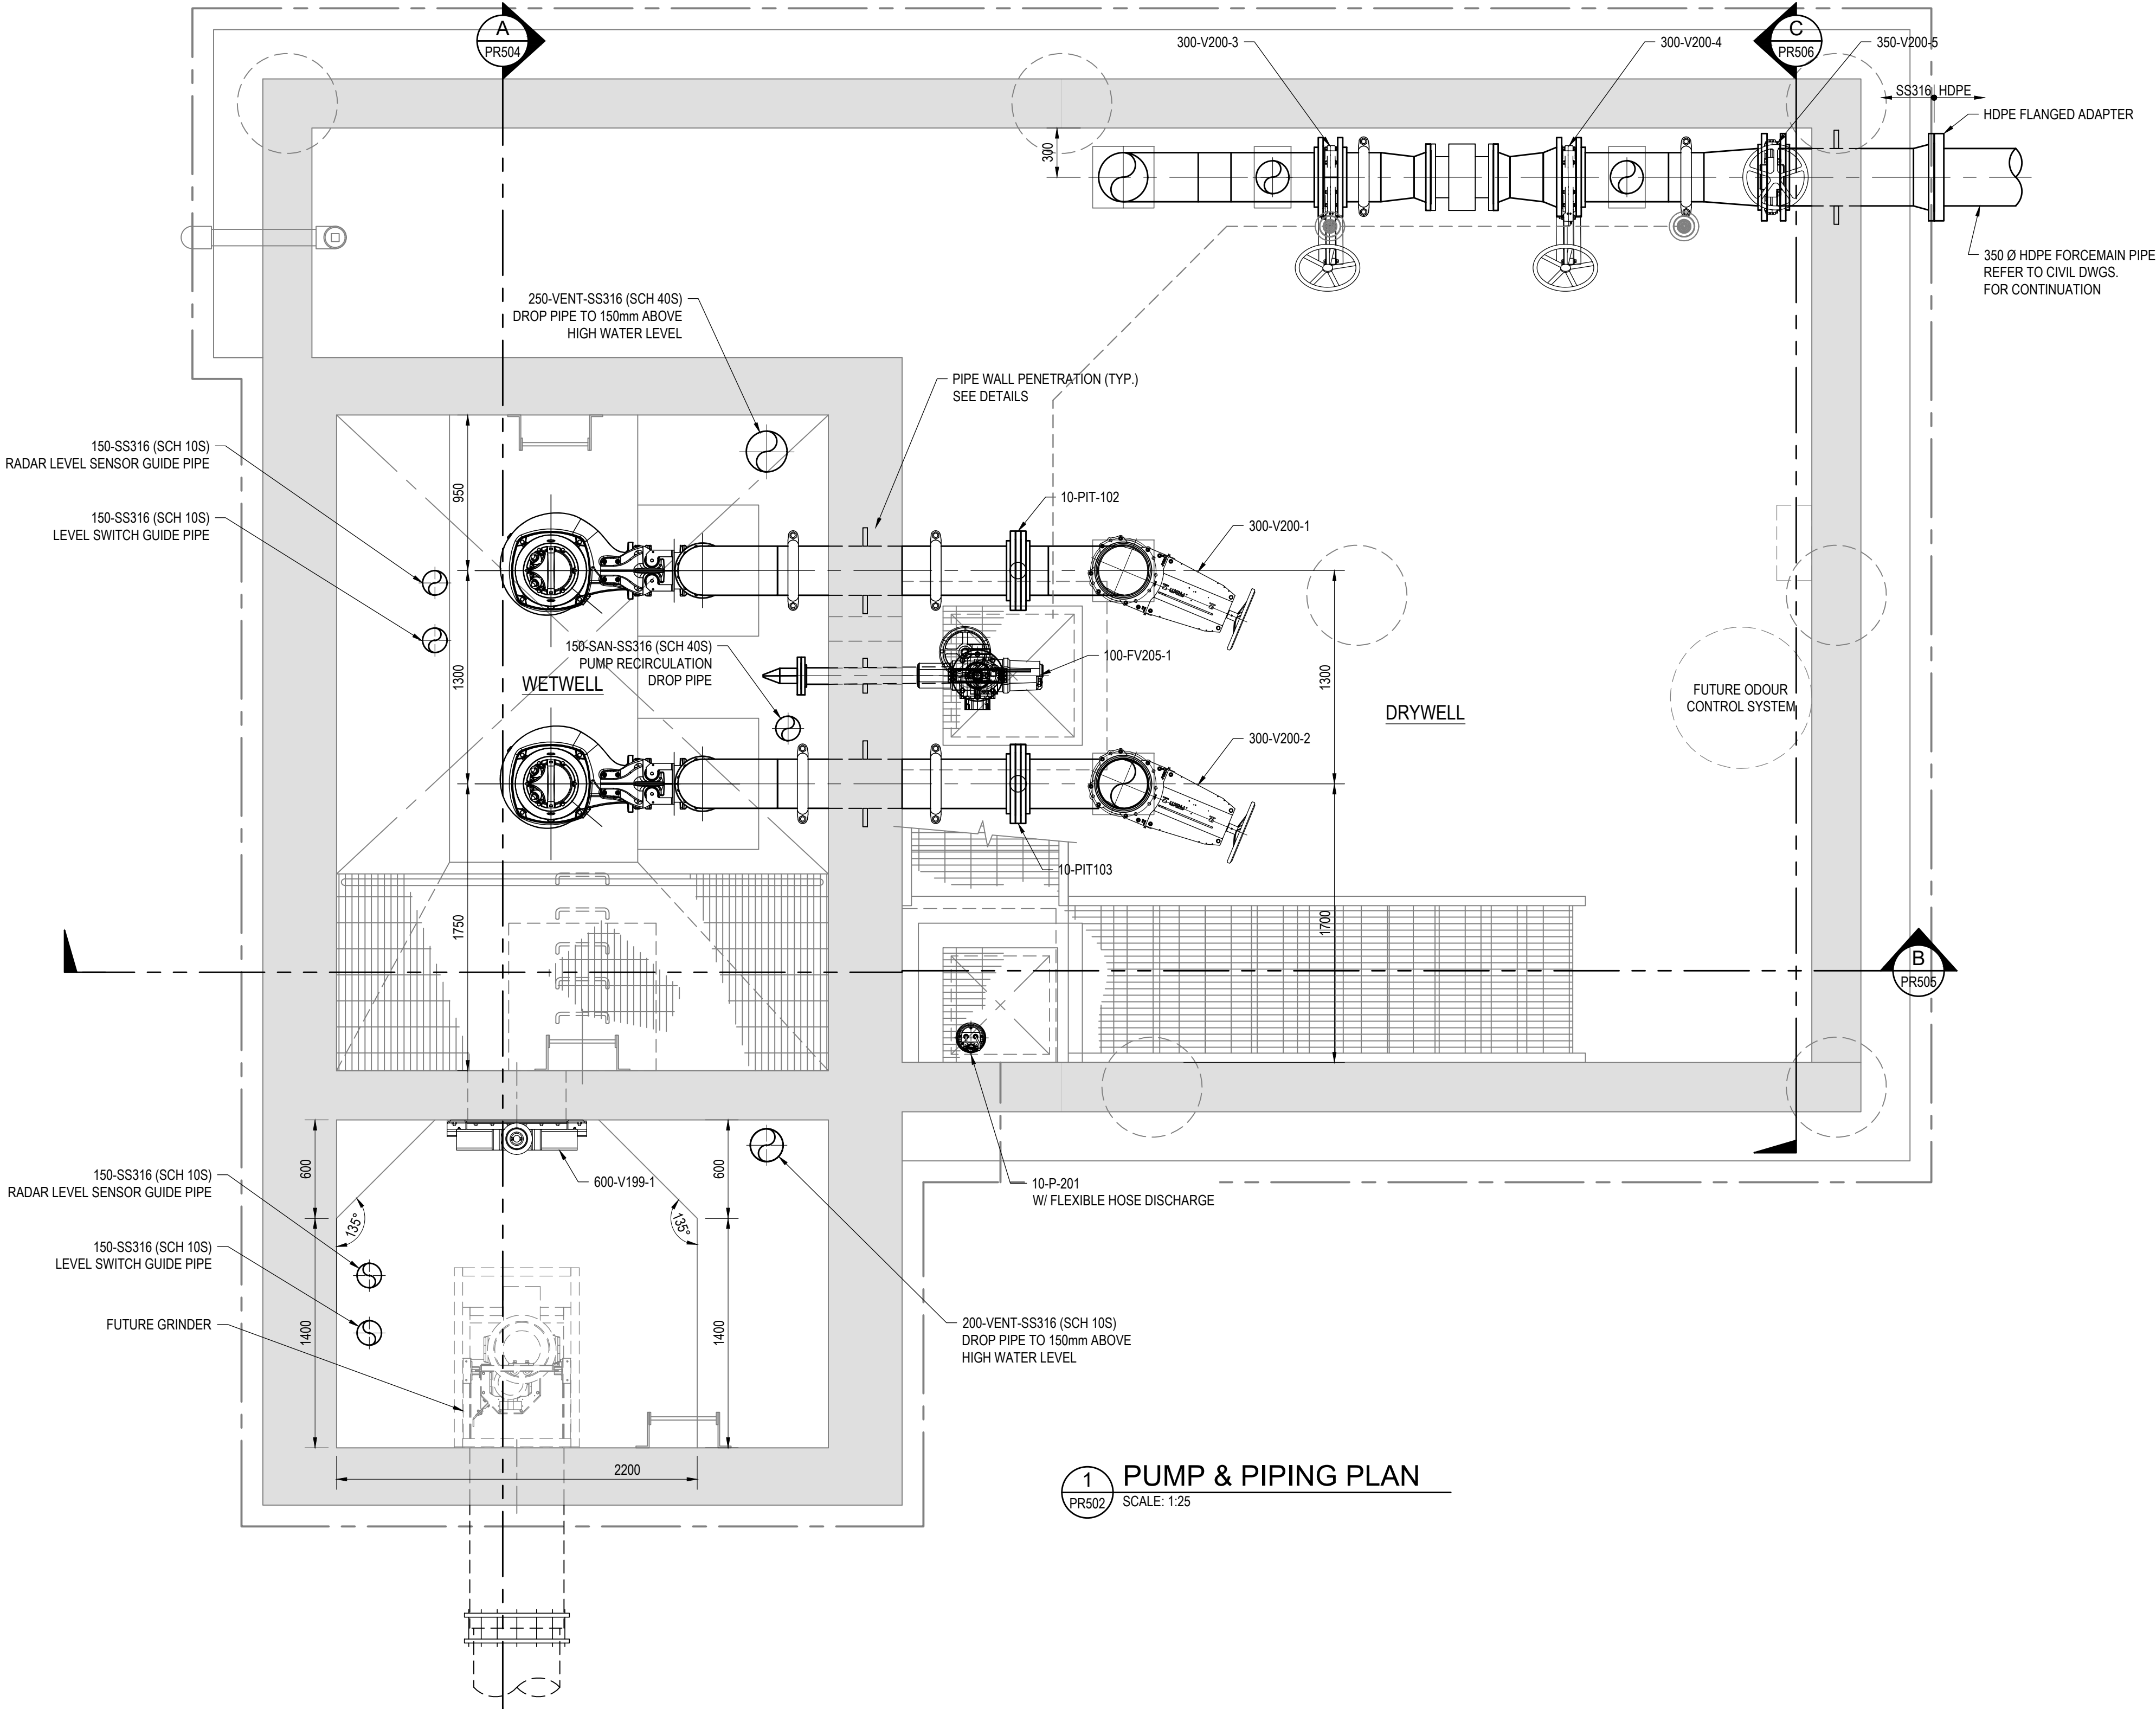 A
PR504
C
PR506
300-V200-3
300-V200-4
350-V200-5
SS316
HDPE
HDPE FLANGED ADAPTER
300
350 Ø HDPE FORCEMAIN PIPE
REFER TO CIVIL DWGS.
FOR CONTINUATION
250-VENT-SS316 (SCH 40S)
DROP PIPE TO 150mm ABOVE
HIGH WATER LEVEL
PIPE WALL PENETRATION (TYP.)
SEE DETAILS
150-SS316 (SCH 10S)
RADAR LEVEL SENSOR GUIDE PIPE
950
10-PIT-102
300-V200-1
150-SS316 (SCH 10S)
LEVEL SWITCH GUIDE PIPE
150-SAN-SS316 (SCH 40S)
PUMP RECIRCULATION
DROP PIPE
100-FV205-1
1300
WETWELL
1300
DRYWELL
FUTURE ODOUR
CONTROL SYSTEM
300-V200-2
10-PIT103
1750
1700
B
PR505
600
600-V199-1
600
150-SS316 (SCH 10S)
RADAR LEVEL SENSOR GUIDE PIPE
135°
135°
10-P-201
W/ FLEXIBLE HOSE DISCHARGE
150-SS316 (SCH 10S)
LEVEL SWITCH GUIDE PIPE
FUTURE GRINDER
1400
1400
200-VENT-SS316 (SCH 10S)
DROP PIPE TO 150mm ABOVE
HIGH WATER LEVEL
2200
1
PR502
PUMP & PIPING PLAN
SCALE: 1:25